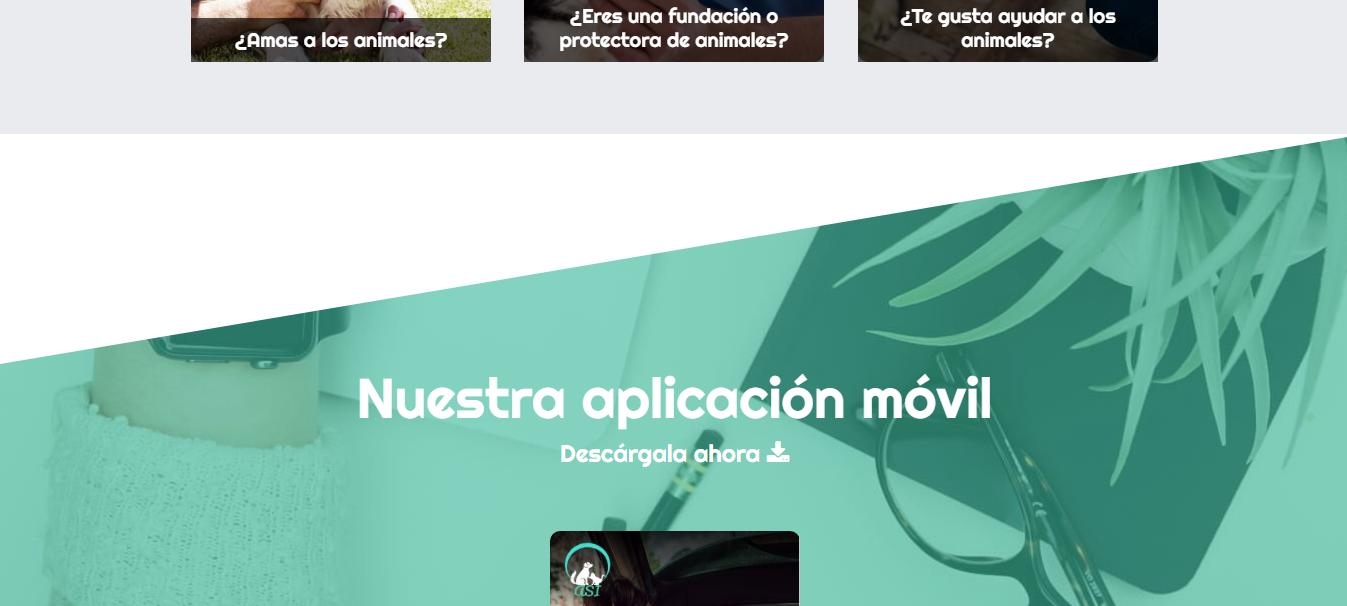 ¿Amas a los animales?
¿Eres una fundación o
protectora de animales?
¿Te gusta ayudar a los
animales?
Nuestra aplicación móvil
Descárgala ahora
asi